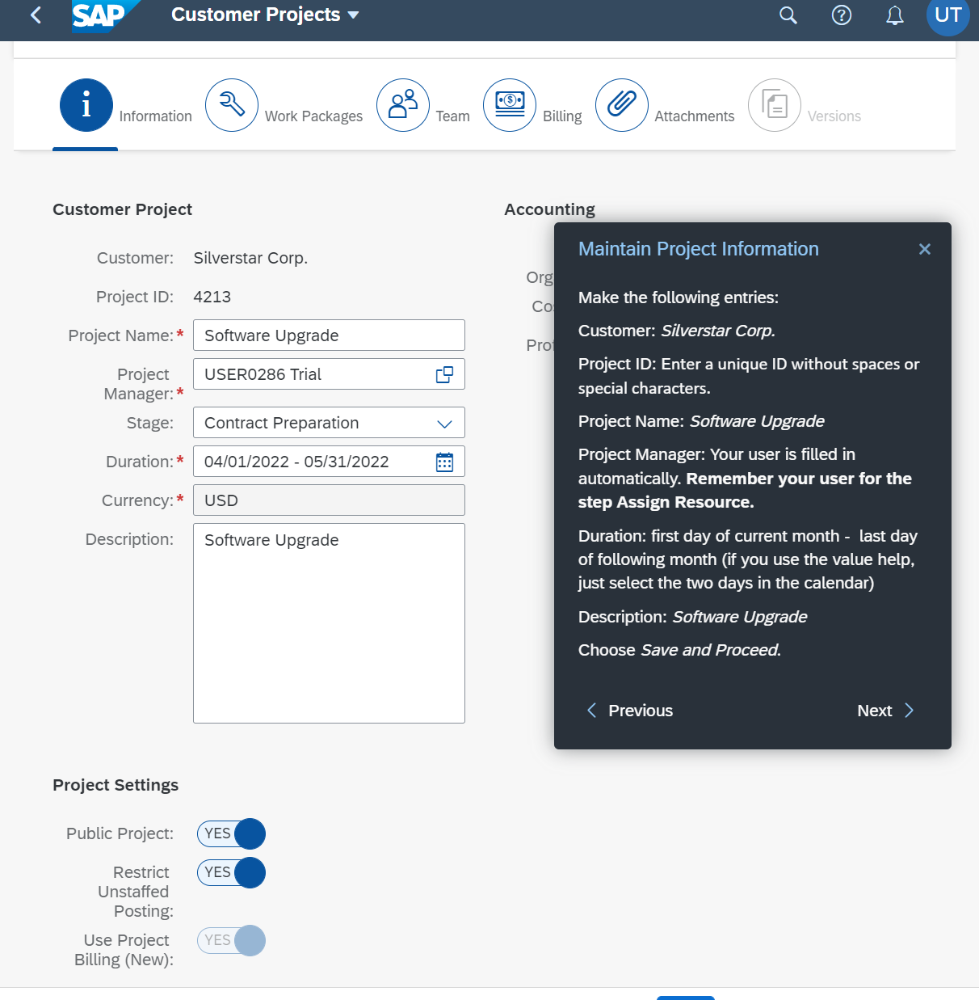 SAP Customer Projects UT
Information Work Packages Team Billing Attachments Versions
Customer Project
Customer: Silverstar Corp.
Project ID: 4213
Project Name:* Software Upgrade
Project Manager:* USER0286 Trial
Stage: Contract Preparation
Duration:* 04/01/2022 - 05/31/2022
Currency:* USD
Description: Software Upgrade
Accounting
Org
Co
Maintain Project Information
Make the following entries:
Customer: Silverstar Corp.
Project ID: Enter a unique ID without spaces or
special characters.
Project Name: Software Upgrade
Project Manager: Your user is filled in
automatically. Remember your user for the
step Assign Resource.
Duration: first day of current month -  last day
of following month (if you use the value help,
just select the two days in the calendar)
Description: Software Upgrade
Choose Save and Proceed.
Previous Next
Project Settings
Public Project: YES
Restrict
Unstaffed
Posting: YES
Use Project
Billing (New): YES